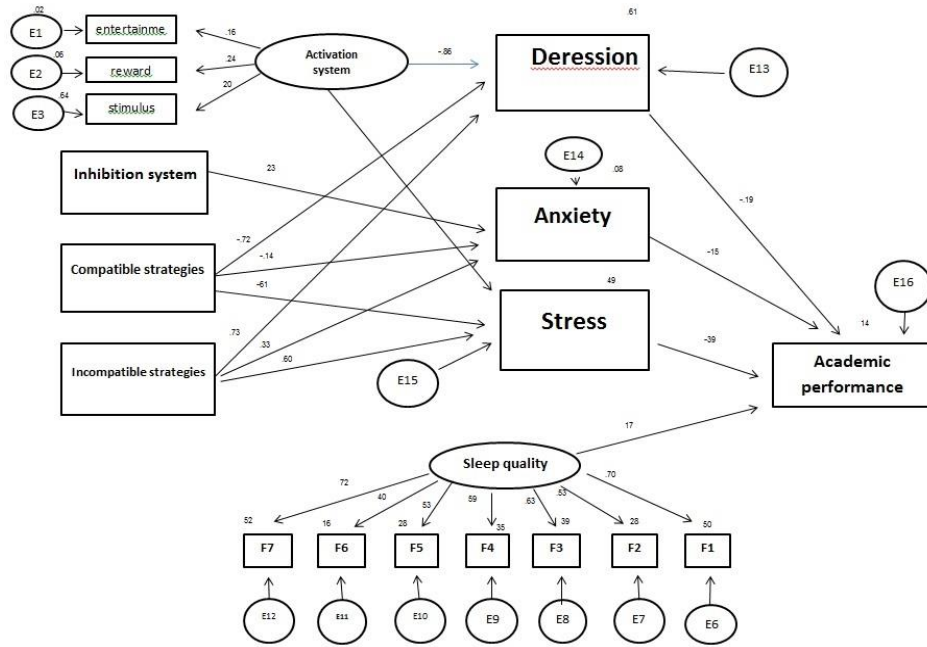 .02
E1
entertainme
.16
Activation
system
-.86
.61
Deression
E13
.06
E2
reward
.24
.64
E3
stimulus
20
E14
.08
Inhibition system
23
Anxiety
-.72
-.14
-.19
Compatible strategies
-61
-15
49
E16
Stress
.73
.33
.60
14
Incompatible strategies
E15
-39
Academic
performance
17
Sleep quality
72
40
53
59
.63
.53
.70
52
16
28
35
39
28
50
F7
F6
F5
F4
F3
F2
F1
E12
E11
E10
E9
E8
E7
E6